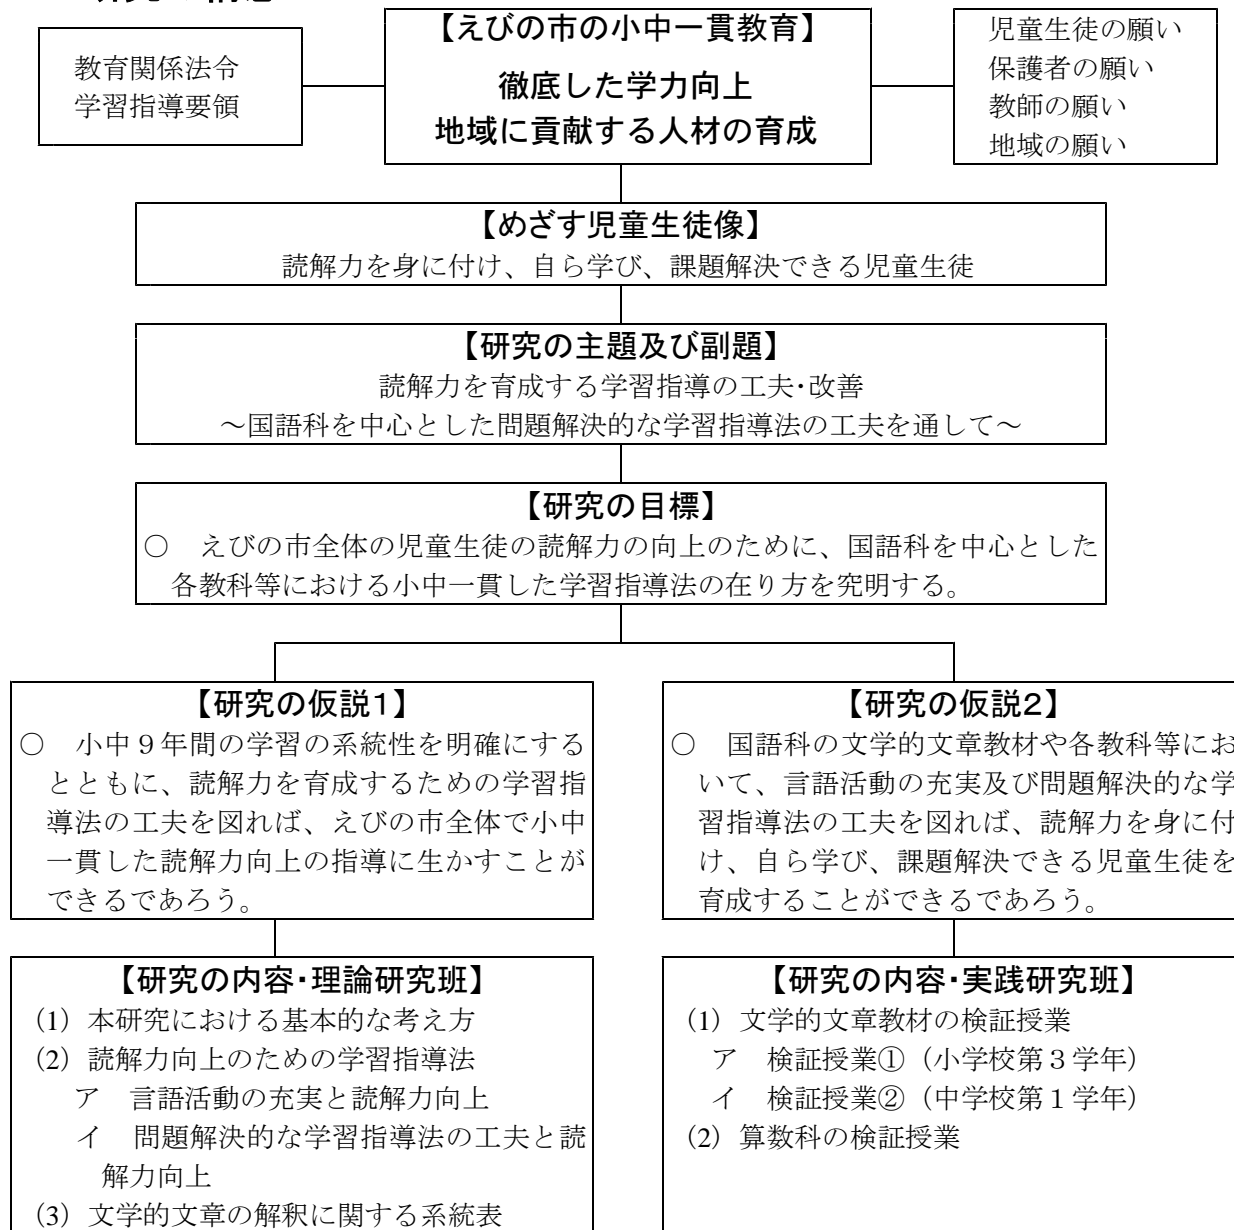 教育関係法令
学習指導要領
【えびの市の小中一貫教育】
徹底した学力向上
地域に貢献する人材の育成
児童生徒の願い
保護者の願い
教師の願い
地域の願い
【めざす児童生徒像】
読解力を身に付け、自ら学び、課題解決できる児童生徒
【研究の主題及び副題】
読解力を育成する学習指導の工夫・改善
～国語科を中心とした問題解決的な学習指導法の工夫を通して～
【研究の目標】
○　えびの市全体の児童生徒の読解力の向上のために、国語科を中心とした
各教科等における小中一貫した学習指導法の在り方を究明する。
【研究の仮説１】
○　小中９年間の学習の系統性を明確にする
とともに、読解力を育成するための学習指
導法の工夫を図れば、えびの市全体で小中
一貫した読解力向上の指導に生かすことが
できるであろう。
【研究の仮説２】
○　国語科の文学的文章教材や各教科等にお
いて、言語活動の充実及び問題解決的な学
習指導法の工夫を図れば、読解力を身に付
け、自ら学び、課題解決できる児童生徒を
育成することができるであろう。
【研究の内容・理論研究班】
(1) 本研究における基本的な考え方
(2) 読解力向上のための学習指導法
ア　言語活動の充実と読解力向上
イ　問題解決的な学習指導法の工夫と読
解力向上
(3) 文学的文章の解釈に関する系統表
【研究の内容・実践研究班】
(1) 文学的文章教材の検証授業
ア　検証授業①（小学校第３学年）
イ　検証授業②（中学校第１学年）
(2) 算数科の検証授業